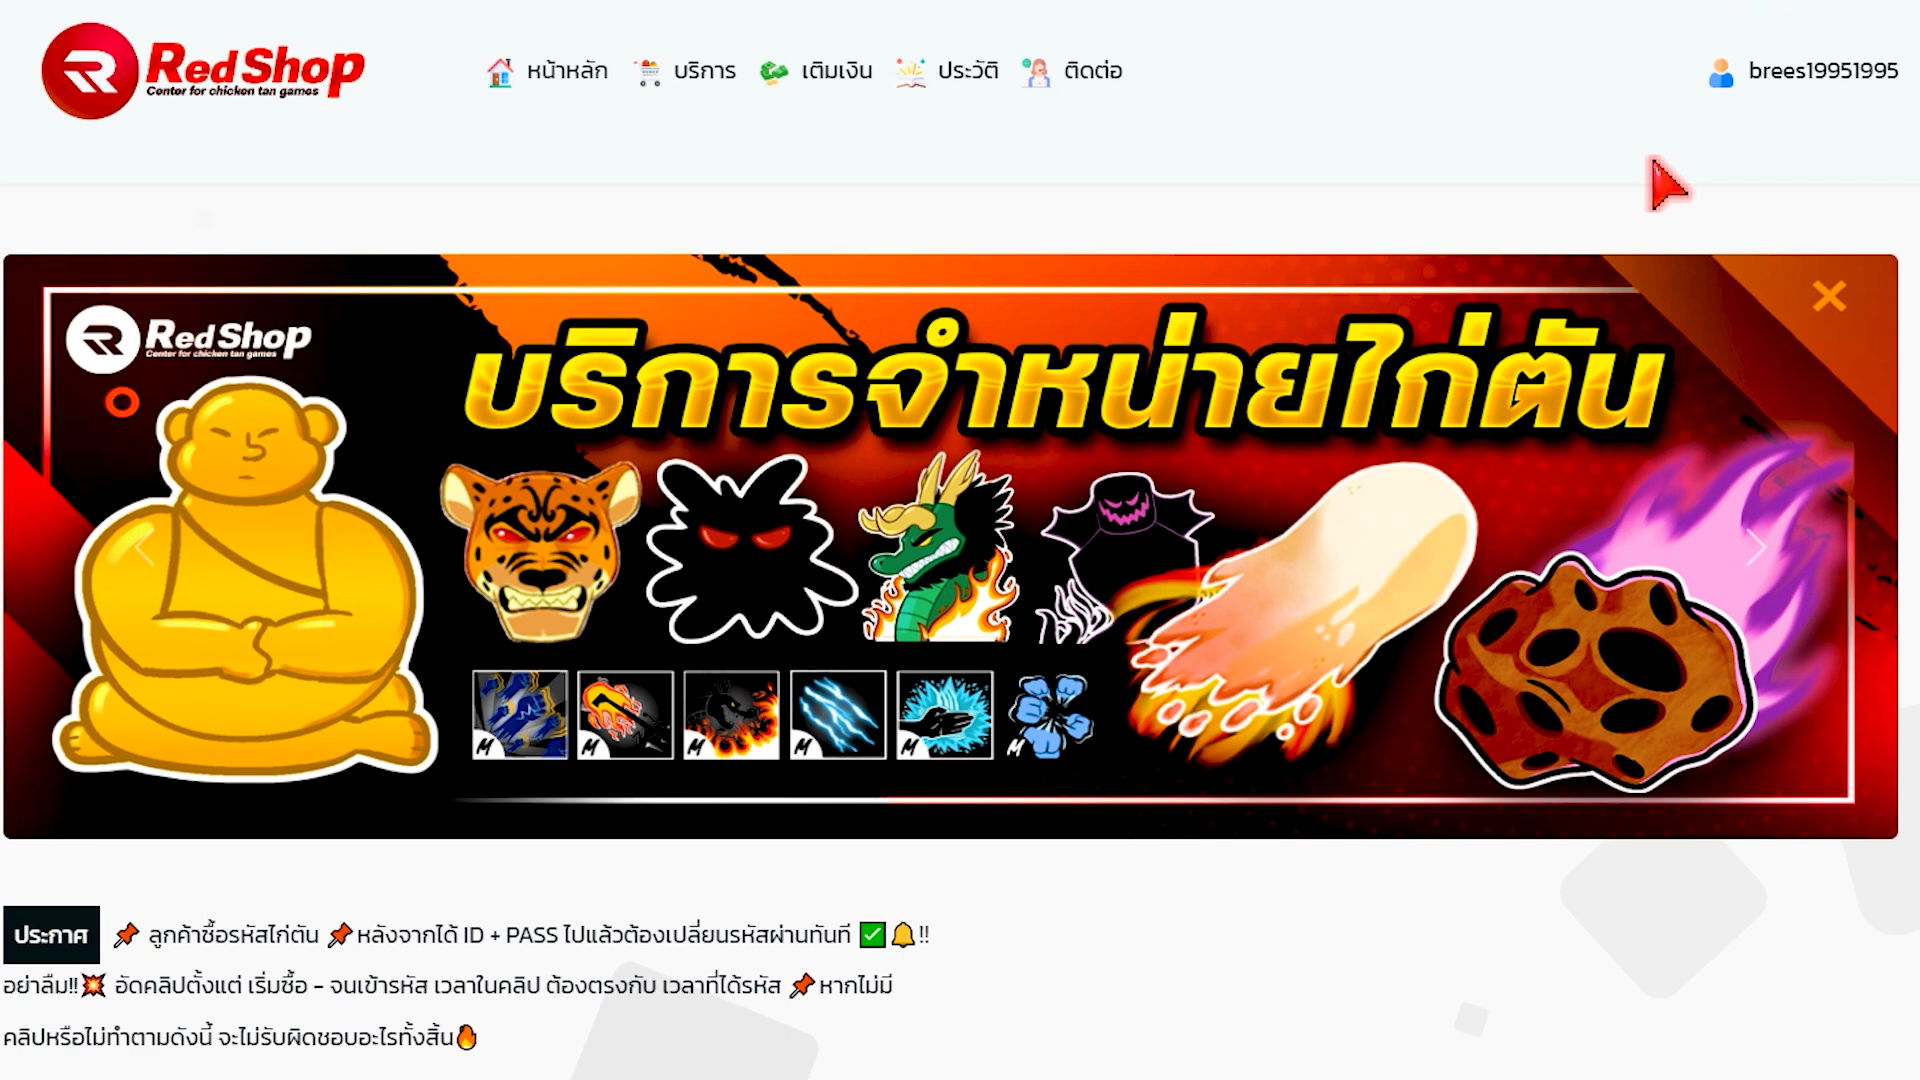 Red Shop
Center for chicken tan games
หน้าหลัก บริการ เติมเงิน ประวัติ ติดต่อ
brees19951995
Red Shop
Center for chicken tan games
บริการจำหน่ายไก่ตัน
M M M M M M
ประกาศ 📌 ลูกค้าซื้อรหัสไก่ตัน 📌หลังจากได้ ID + PASS ไปแล้วต้องเปลี่ยนรหัสผ่านทันที ✅🔔!!
อย่าลืม!!💥 อัดคลิปตั้งแต่ เริ่มซื้อ - จนเข้ารหัส เวลาในคลิป ต้องตรงกับ เวลาที่ได้รหัส 📌หากไม่มี
คลิปหรือไม่ทำตามดังนี้ จะไม่รับผิดชอบอะไรทั้งสิ้น🔥